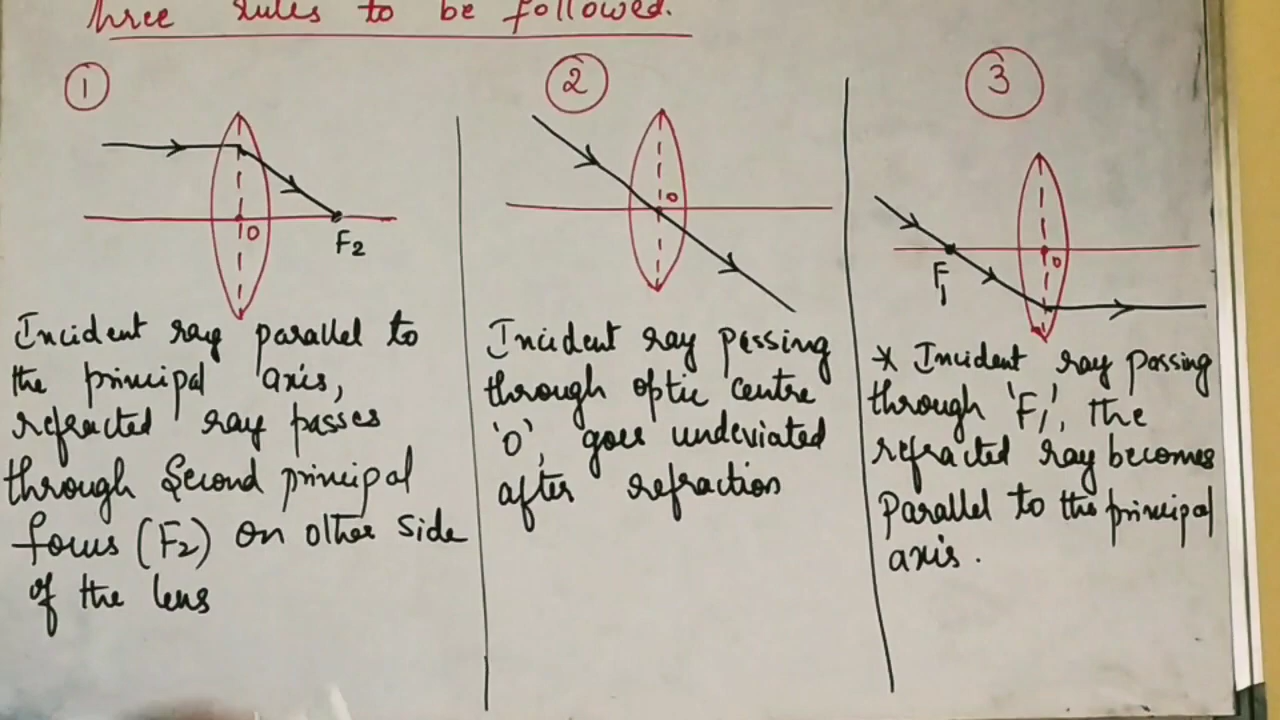 three rules to be followed.
1
O
F2
Incident ray parallel to
the principal axis,
refracted ray passes
through Second principal
focus (F2) on other side
of the lens
2
O
Incident ray passing
through optic centre
'O', goes undeviated
after refraction
3
F1
O
* Incident ray passing
through 'F1', the
refracted ray becomes
parallel to the principal
axis.